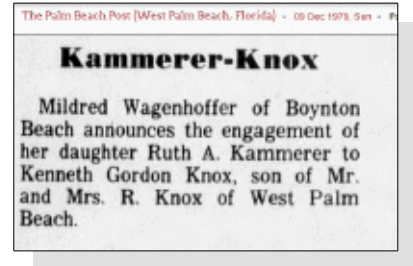 The Palm Beach Post (West Palm Beach, Florida) • 09 Dec 1979, Sun •
Kammerer-Knox
Mildred Wagenhoffer of Boynton
Beach announces the engagement of
her daughter Ruth A. Kammerer to
Kenneth Gordon Knox, son of Mr.
and Mrs. R. Knox of West Palm
Beach.